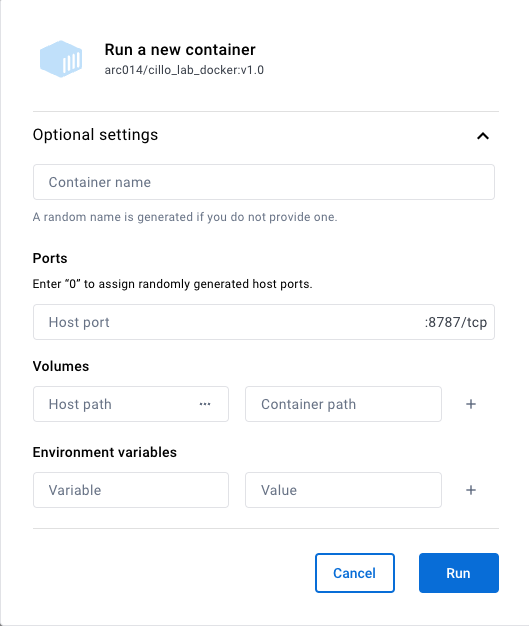 Run a new container
arc014/cillo_lab_docker:v1.0
Optional settings
Container name
A random name is generated if you do not provide one.
Ports
Enter “0” to assign randomly generated host ports.
Host port :8787/tcp
Volumes
Host path ... Container path +
Environment variables
Variable Value +
Cancel Run